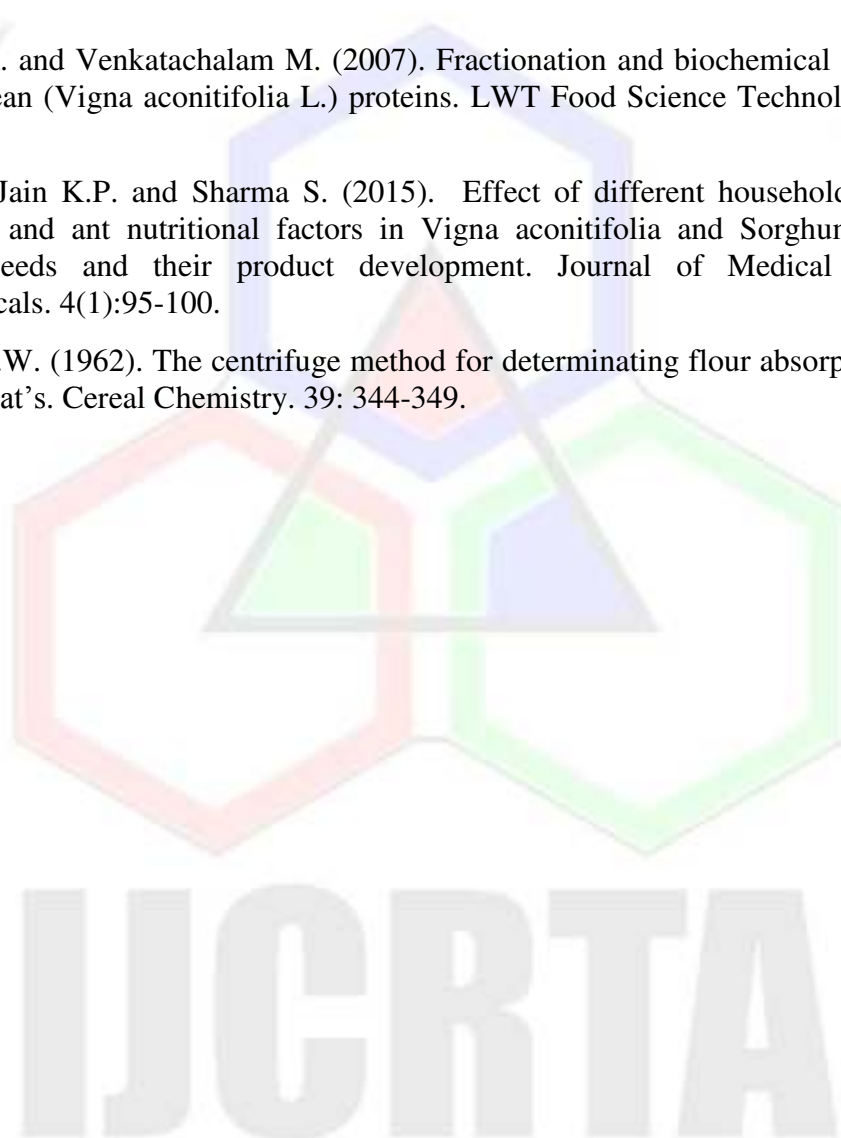 . and Venkatachalam M. (2007). Fractionation and biochemical
ean (Vigna aconitifolia L.) proteins. LWT Food Science Technol
Jain K.P. and Sharma S. (2015). Effect of different household
and ant nutritional factors in Vigna aconitifolia and Sorghu
eeds and their product development. Journal of Medical
cals. 4(1):95-100.
.W. (1962). The centrifuge method for determinating flour absorp
at’s. Cereal Chemistry. 39: 344-349.
IJCRTA